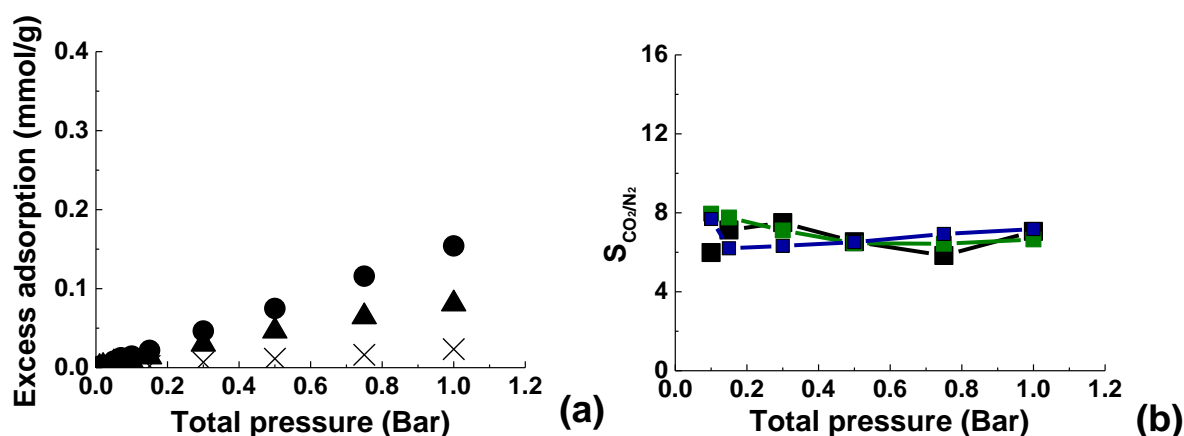 Excess adsorption (mmol/g)
0.4
0.3
0.2
0.1
0.0
0.0 0.2 0.4 0.6 0.8 1.0 1.2
Total pressure (Bar)
(a)
S_CO₂/N₂
16
12
8
4
0
0.0 0.2 0.4 0.6 0.8 1.0 1.2
Total pressure (Bar)
(b)